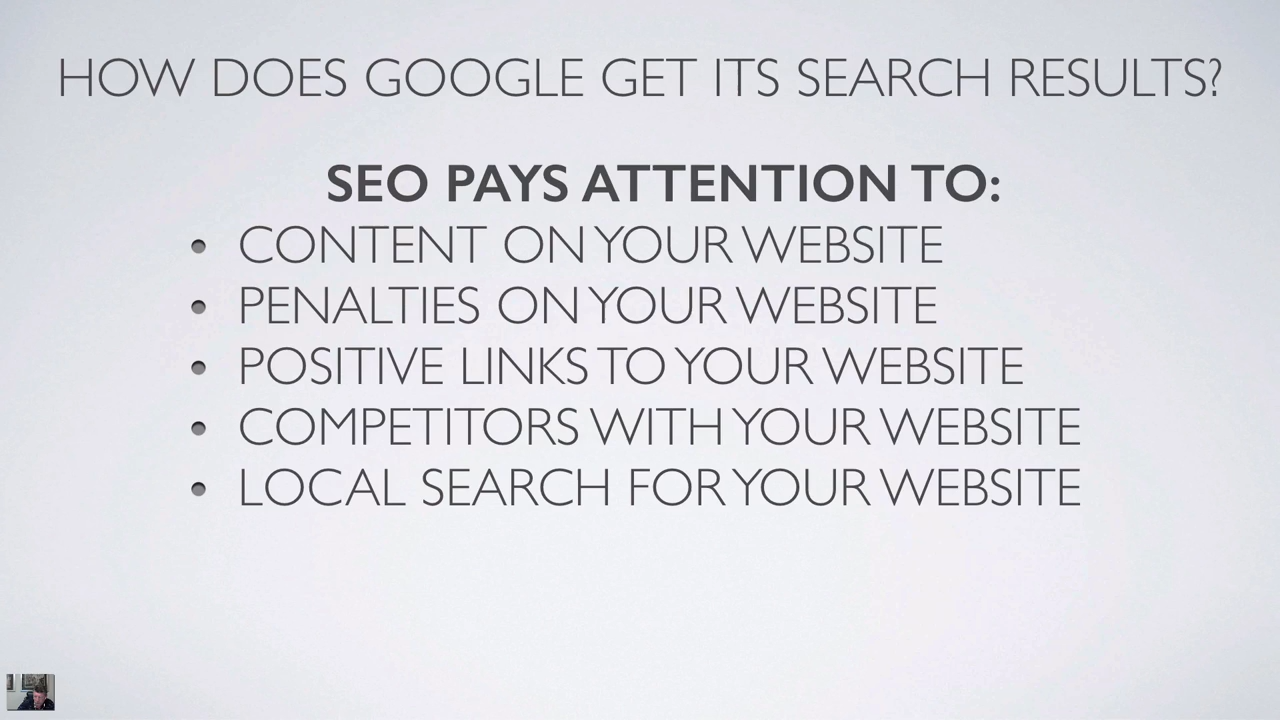 HOW DOES GOOGLE GET ITS SEARCH RESULTS?
SEO PAYS ATTENTION TO:
• CONTENT ON YOUR WEBSITE
• PENALTIES ON YOUR WEBSITE
• POSITIVE LINKS TO YOUR WEBSITE
• COMPETITORS WITH YOUR WEBSITE
• LOCAL SEARCH FOR YOUR WEBSITE